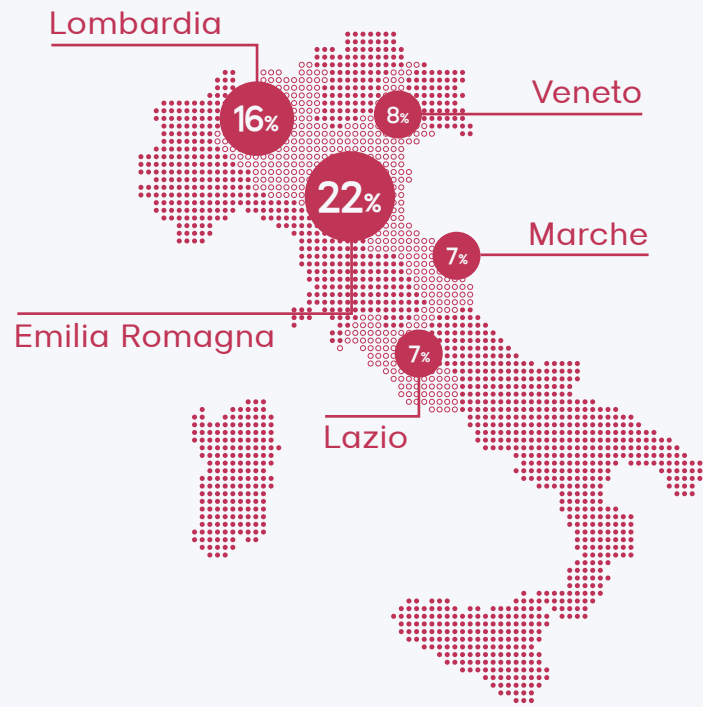 Lombardia
16%
8%
Veneto
22%
Marche
7%
Emilia Romagna
7%
Lazio